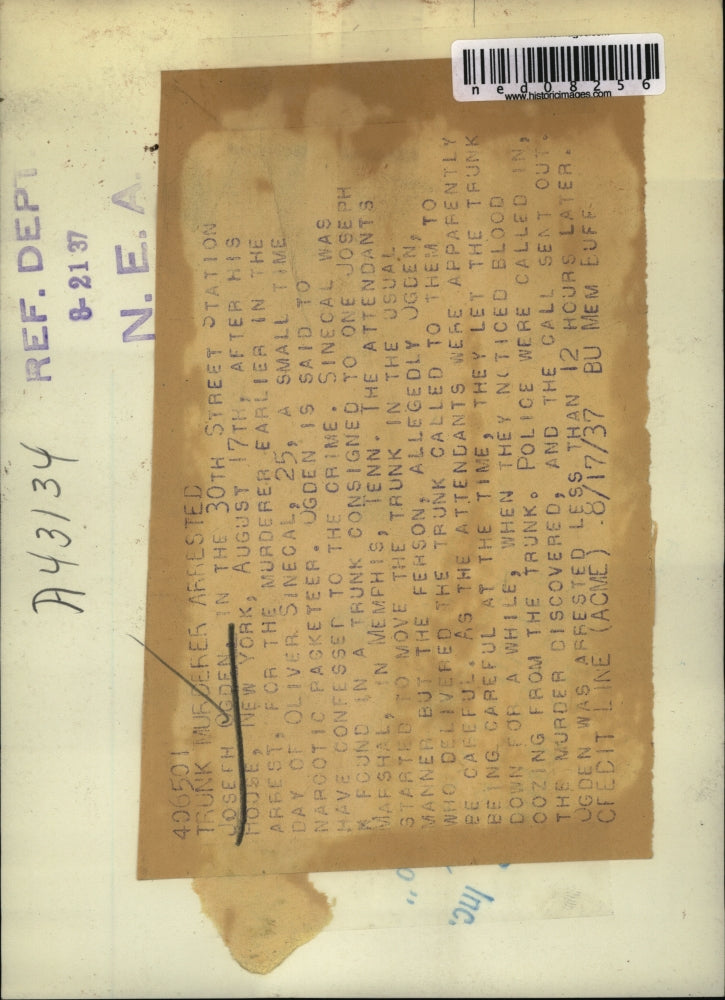 406501
TRUNK MURDERER ARRESTED
JOSEPH OGDEN, IN THE 30TH STREET STATION
HOUSE, NEW YORK, AUGUST 17TH, AFTER HIS
ARREST, FOR THE MURDERER EARLIER IN THE
DAY OF OLIVER SINECAL, 25, A SMALL TIME
NARCOTIC RACKETEER. OGDEN IS SAID TO
HAVE CONFESSED TO THE CRIME. SINECAL WAS
FOUND IN A TRUNK CONSIGNED TO ONE JOSEPH
MARSHAL, IN MEMPHIS, TENN. THE ATTENDANTS
STARTED TO MOVE THE TRUNK IN THE USUAL
MANNER BUT THE PERSON, ALLEGEDLY OGDEN,
WHO DELIVERED THE TRUNK CALLED TO THEM TO
BE CAREFUL. AS THE ATTENDANTS WERE APPARENTLY
BEING CAREFUL AT THE TIME, THEY LET THE TRUNK
DOWN FOR A WHILE, WHEN THEY NOTICED BLOOD
OOZING FROM THE TRUNK. POLICE WERE CALLED IN,
THE MURDER DISCOVERED, AND THE CALL SENT OUT.
OGDEN WAS ARRESTED LESS THAN 12 HOURS LATER.
CREDIT LINE (ACME) 8/17/37 BU MEM BUFF
REF. DEPT
8-21 37
N. E. A.
A43134
ned08256
www.historicimages.com
Inc.